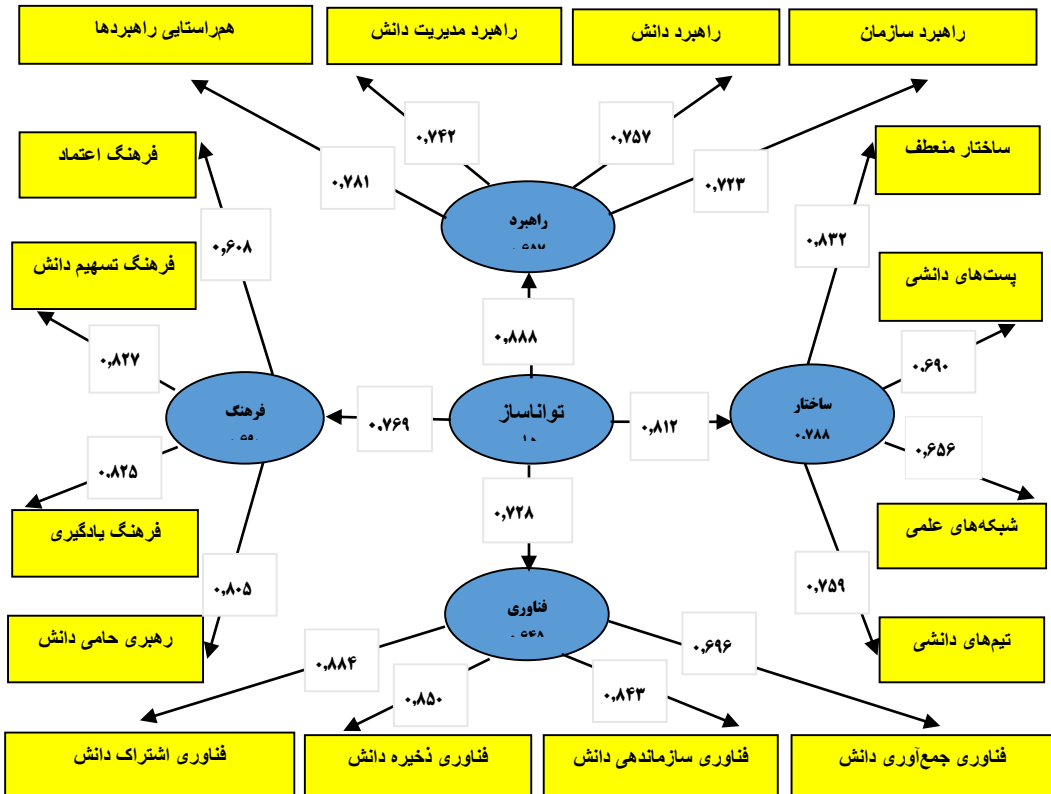 هم‌راستایی راهبردها
راهبرد مدیریت دانش
راهبرد دانش
راهبرد سازمان
۰,۷۴۲
۰,۷۵۷
۰,۷۸۱
۰,۷۲۳
فرهنگ اعتماد
ساختار منعطف
راهبرد
۰,۶۰۸
۰,۸۳۲
فرهنگ تسهیم دانش
پست‌های دانشی
۰,۸۸۸
۰,۸۲۷
۰.۶۹۰
فرهنگ
۰.۷۶۹
تواناساز
ها
۰,۸۱۲
ساختار
۰.۷۸۸
۰,۸۲۵
۰,۶۵۶
فرهنگ یادگیری
۰,۷۲۸
شبکه‌های علمی
۰,۸۰۵
۰,۷۵۹
فناوری
رهبری حامی دانش
تیم‌های دانشی
۰,۸۸۴
۰,۸۵۰
۰,۸۴۳
۰,۶۹۶
فناوری اشتراک دانش
فناوری ذخیره دانش
فناوری سازماندهی دانش
فناوری جمع‌آوری دانش